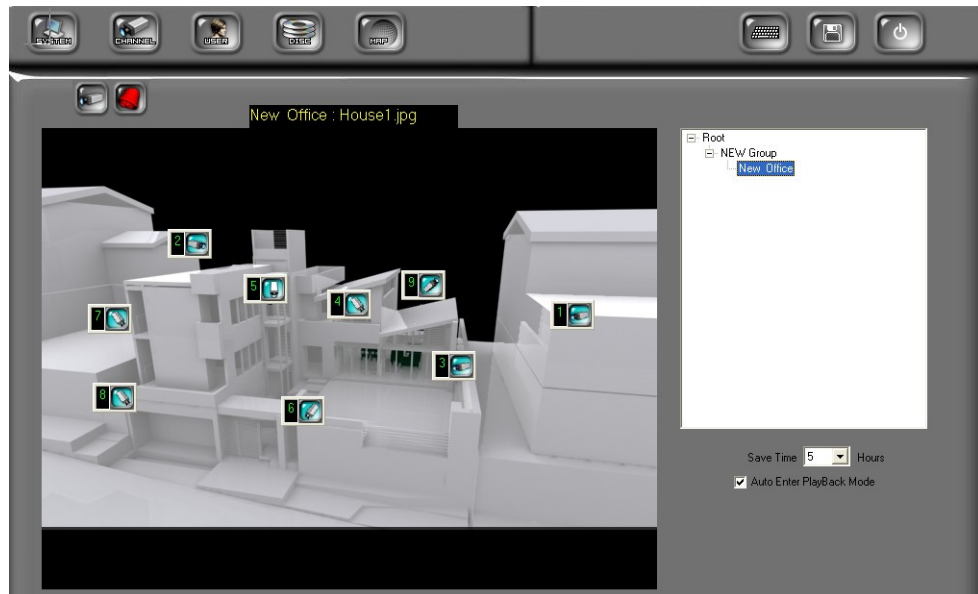 SYSTEM
CHANNEL
USER
DISC
MAP
New Office : House1.jpg
Root
NEW Group
New Office
2
5
9
4
7
1
3
8
6
Save Time 5 Hours
Auto Enter PlayBack Mode